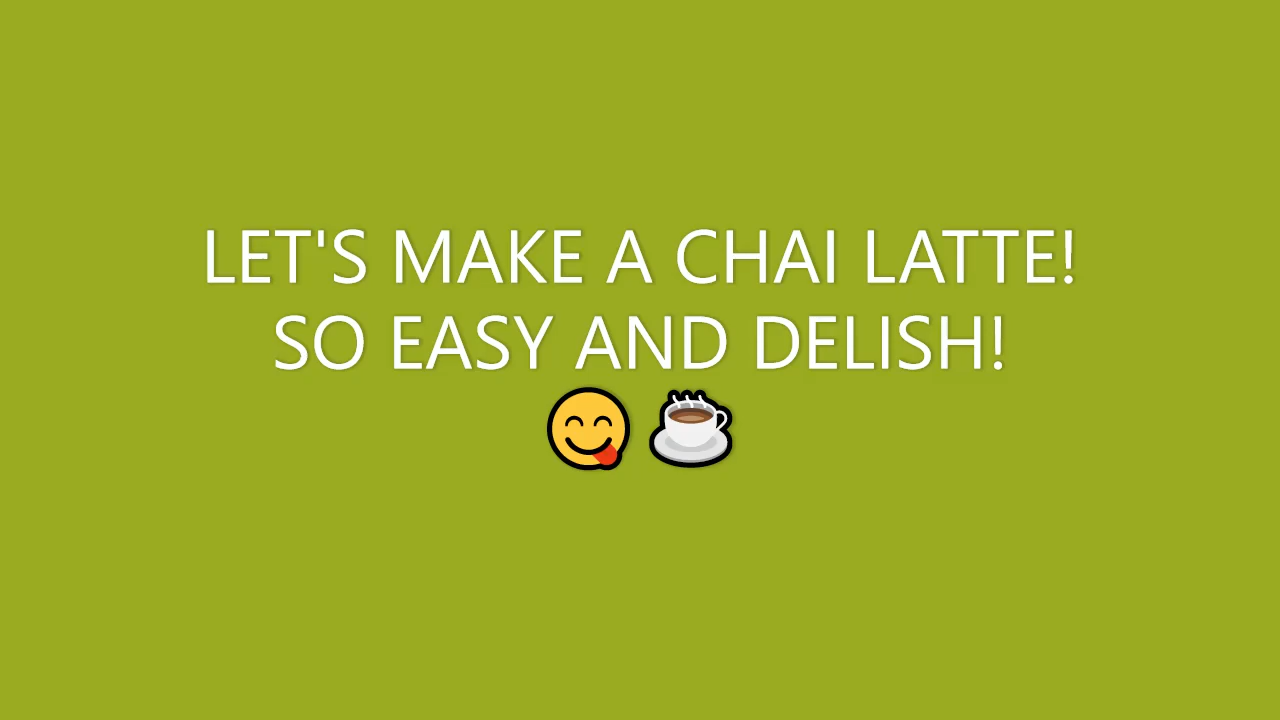 LET'S MAKE A CHAI LATTE!
SO EASY AND DELISH!
😋 ☕